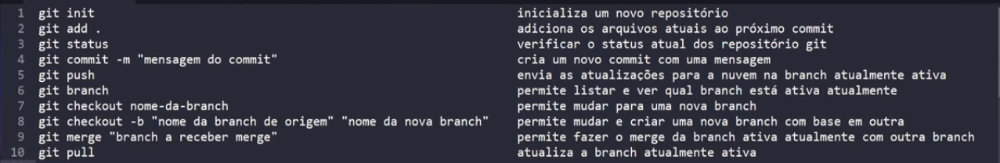 1 git init inicializa um novo repositório
2 git add . adiciona os arquivos atuais ao próximo commit
3 git status verificar o status atual dos repositório git
4 git commit -m "mensagem do commit" cria um novo commit com uma mensagem
5 git push envia as atualizações para a nuvem na branch atualmente ativa
6 git branch permite listar e ver qual branch está ativa atualmente
7 git checkout nome-da-branch permite mudar para uma nova branch
8 git checkout -b "nome da branch de origem" "nome da nova branch" permite mudar e criar uma nova branch com base em outra
9 git merge "branch a receber merge" permite fazer o merge da branch ativa atualmente com outra branch
10 git pull atualiza a branch atualmente ativa